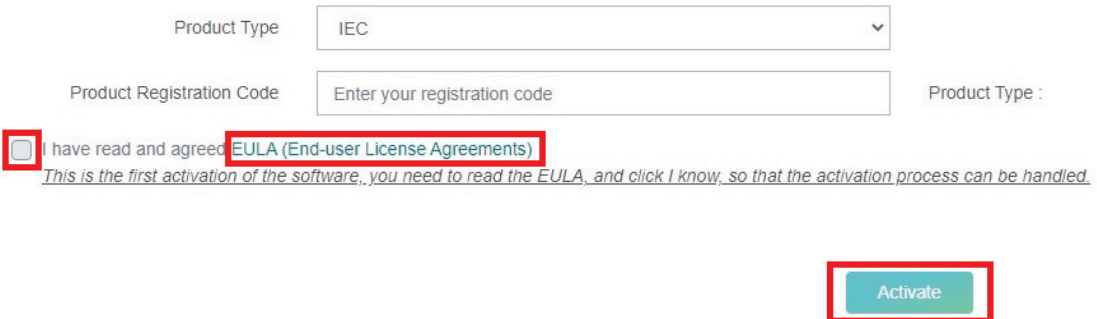 Product Type IEC
Product Registration Code Enter your registration code Product Type :
I have read and agreed EULA (End-user License Agreements)
This is the first activation of the software, you need to read the EULA, and click I know, so that the activation process can be handled.
Activate